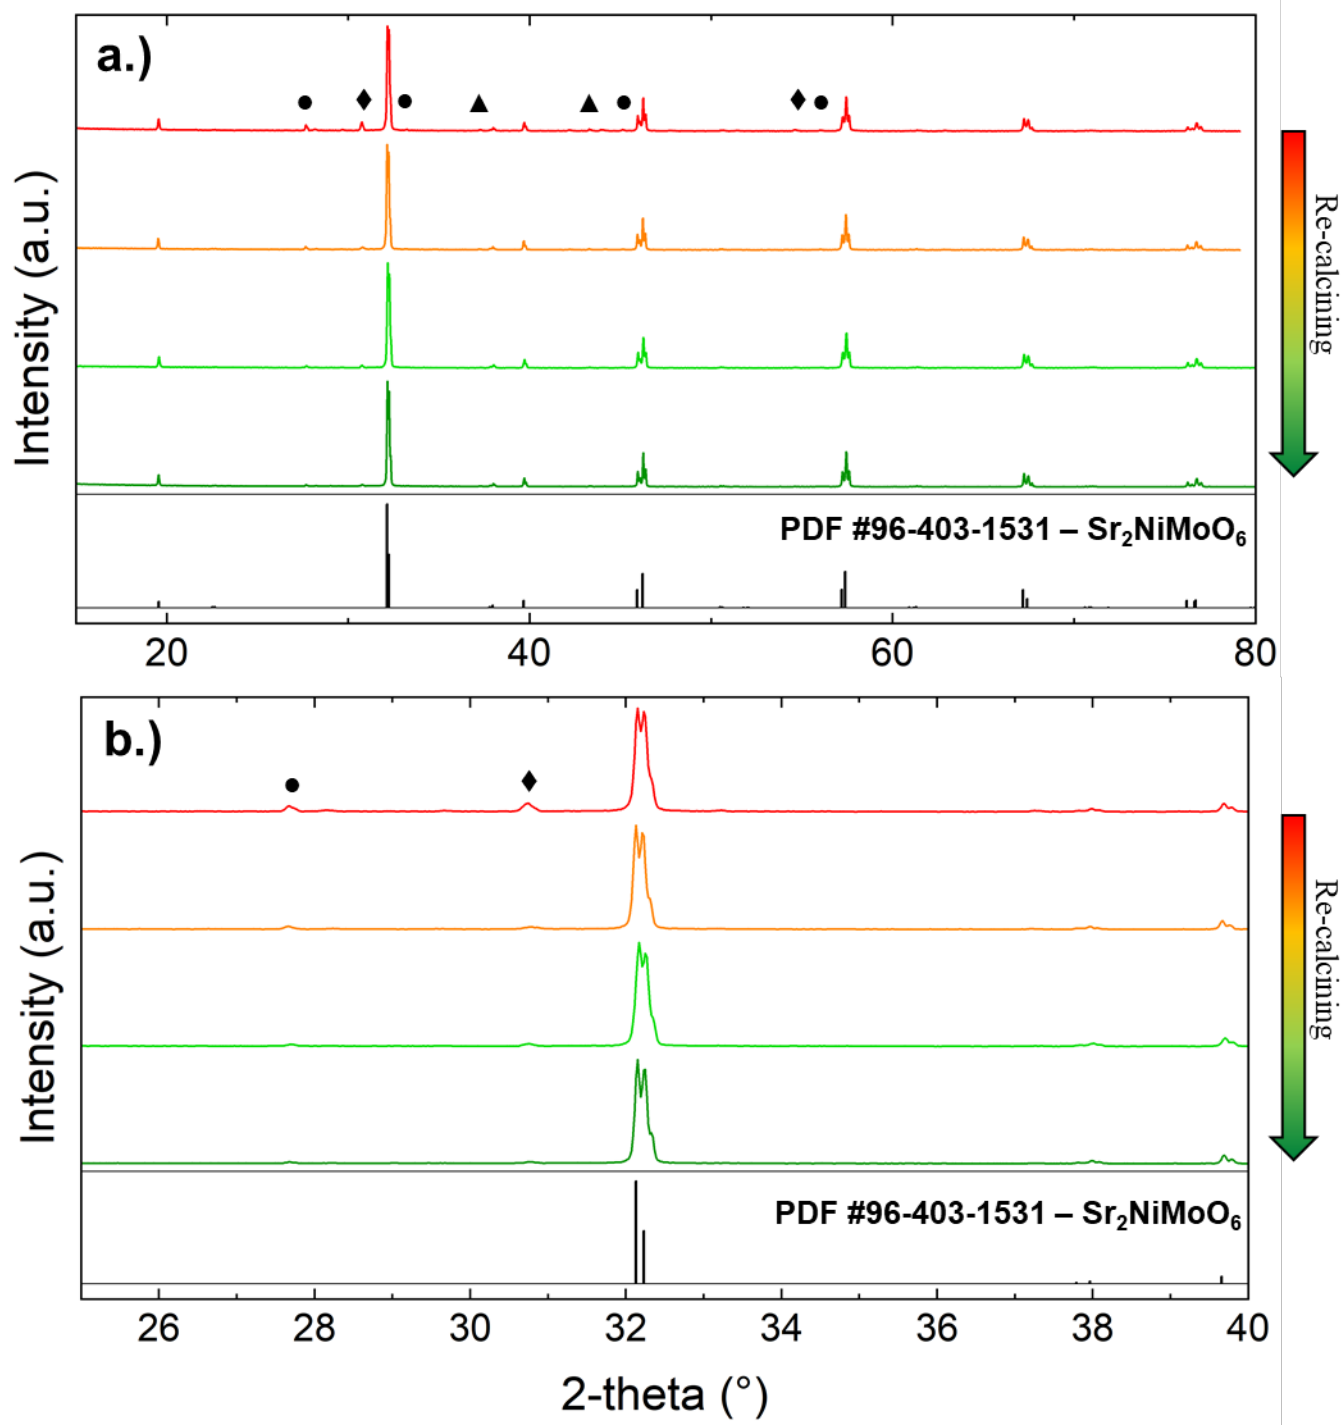 a.)
Intensity (a.u.)
Re-calcining
PDF #96-403-1531 – Sr₂NiMoO₆
20 40 60 80
b.)
Intensity (a.u.)
Re-calcining
PDF #96-403-1531 – Sr₂NiMoO₆
26 28 30 32 34 36 38 40
2-theta (°)